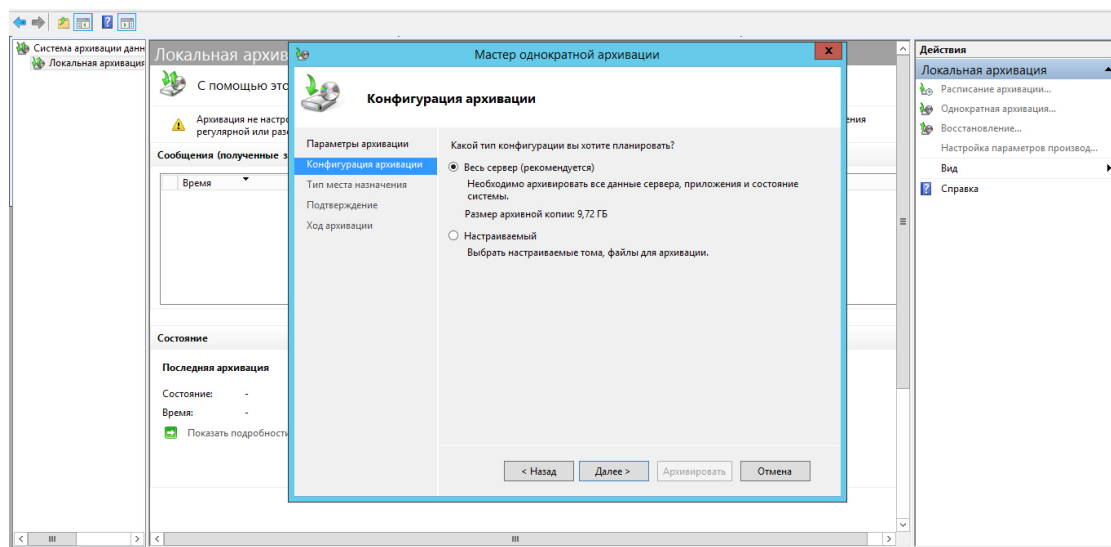 Система архивации данн
Локальная архивация
Локальная архив
С помощью это
Архивация не настро
регулярной или раз
ения
Сообщения (полученные з
Время
Состояние
Последняя архивация
Состояние: -
Время: -
Показать подробности
Мастер однократной архивации
Конфигурация архивации
Параметры архивации
Конфигурация архивации
Тип места назначения
Подтверждение
Ход архивации
Какой тип конфигурации вы хотите планировать?
Весь сервер (рекомендуется)
Необходимо архивировать все данные сервера, приложения и состояние
системы.
Размер архивной копии: 9,72 ГБ
Настраиваемый
Выбрать настраиваемые тома, файлы для архивации.
< Назад
Далее >
Архивировать
Отмена
Действия
Локальная архивация
Расписание архивации...
Однократная архивация...
Восстановление...
Настройка параметров производ...
Вид
Справка